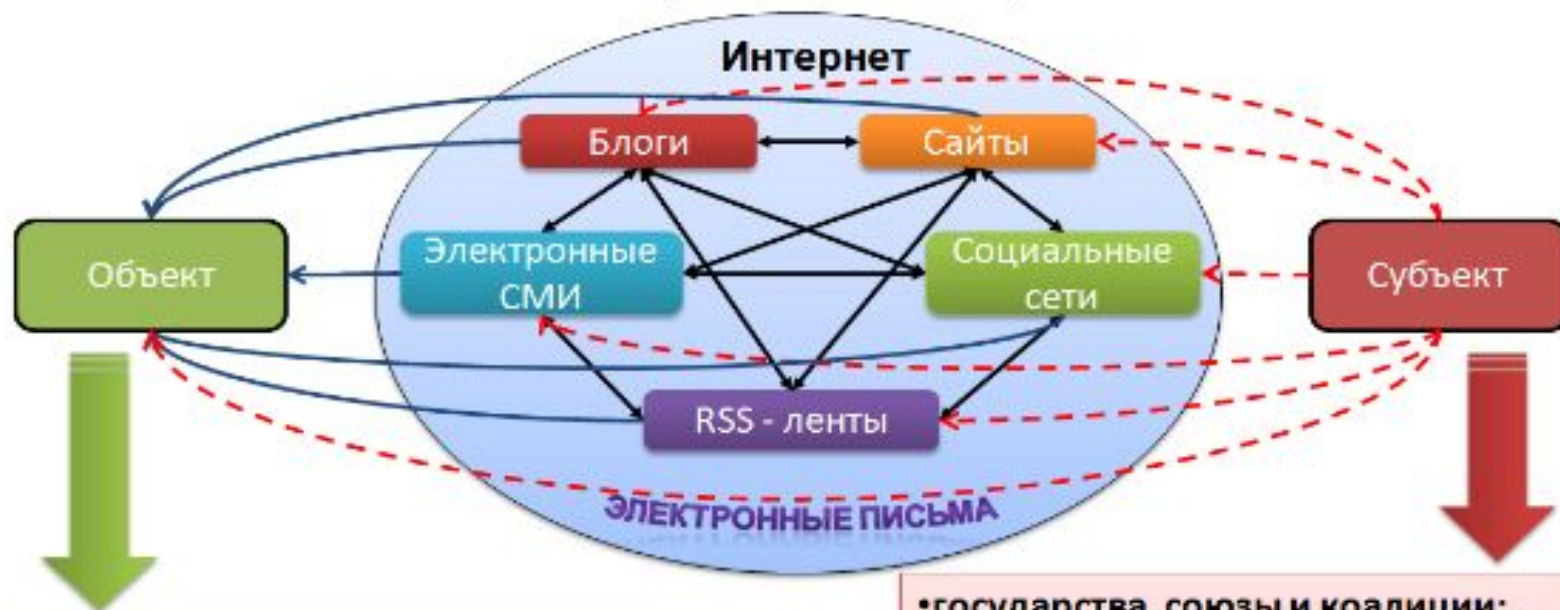 Интернет
Блоги
Сайты
Объект
Электронные
СМИ
Социальные
сети
Субъект
RSS - ленты
ЭЛЕКТРОННЫЕ ПИСЬМА
•государства, союзы и коалиции;